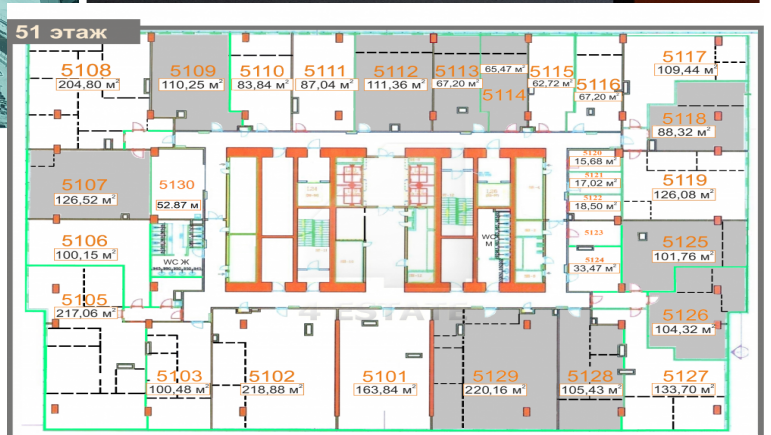 51 этаж
5108
204,80 м²
5109
110,25 м²
5110
83,84 м²
5111
87,04 м²
5112
111,36 м²
5113
67,20 м²
65,47 м²
5114
5115
62,72 м²
5116
67,20 м²
5117
109,44 м²
5118
88,32 м²
5107
126,52 м²
5130
52.87 м²
5120
15,68 м²
5121
17,02 м²
5122
18,50 м²
5119
126,08 м²
5106
100,15 м²
WC Ж
WC
М
5123
5124
33,47 м²
5125
101,76 м²
5105
217,06 м²
4 ESTATE
5126
104,32 м²
5103
100,48 м²
5102
218,88 м²
5101
163,84 м²
5129
220,16 м²
5128
105,43 м²
5127
133,70 м²